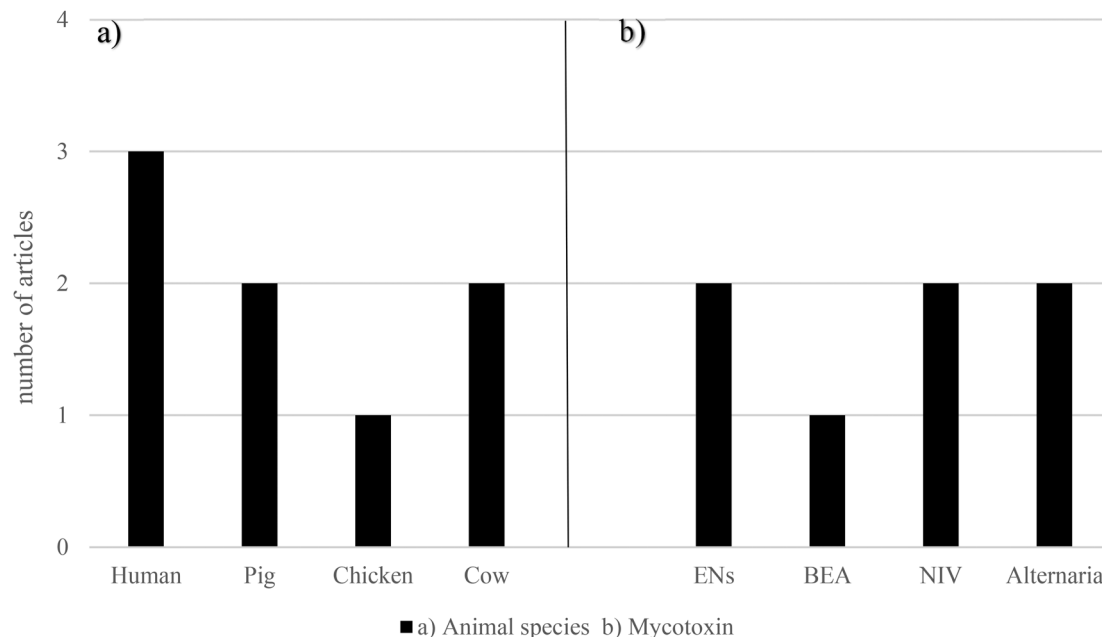 a) b)
number of articles
4
3
2
1
0
Human Pig Chicken Cow ENs BEA NIV Alternaria
a) Animal species b) Mycotoxin